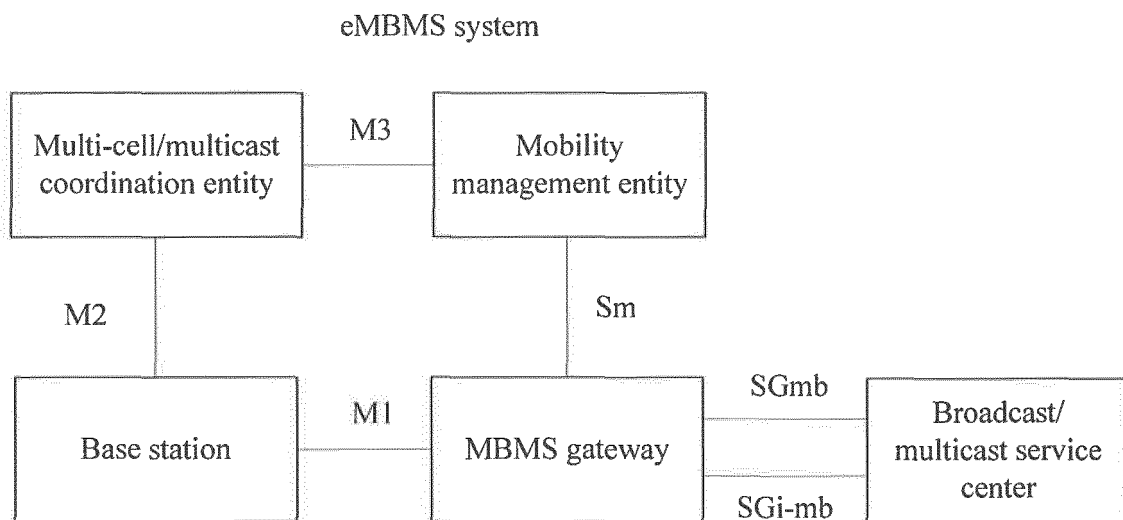 eMBMS system
Multi-cell/multicast
coordination entity
M3
Mobility
management entity
M2
Sm
Base station
M1
MBMS gateway
SGmb
SGi-mb
Broadcast/
multicast service
center